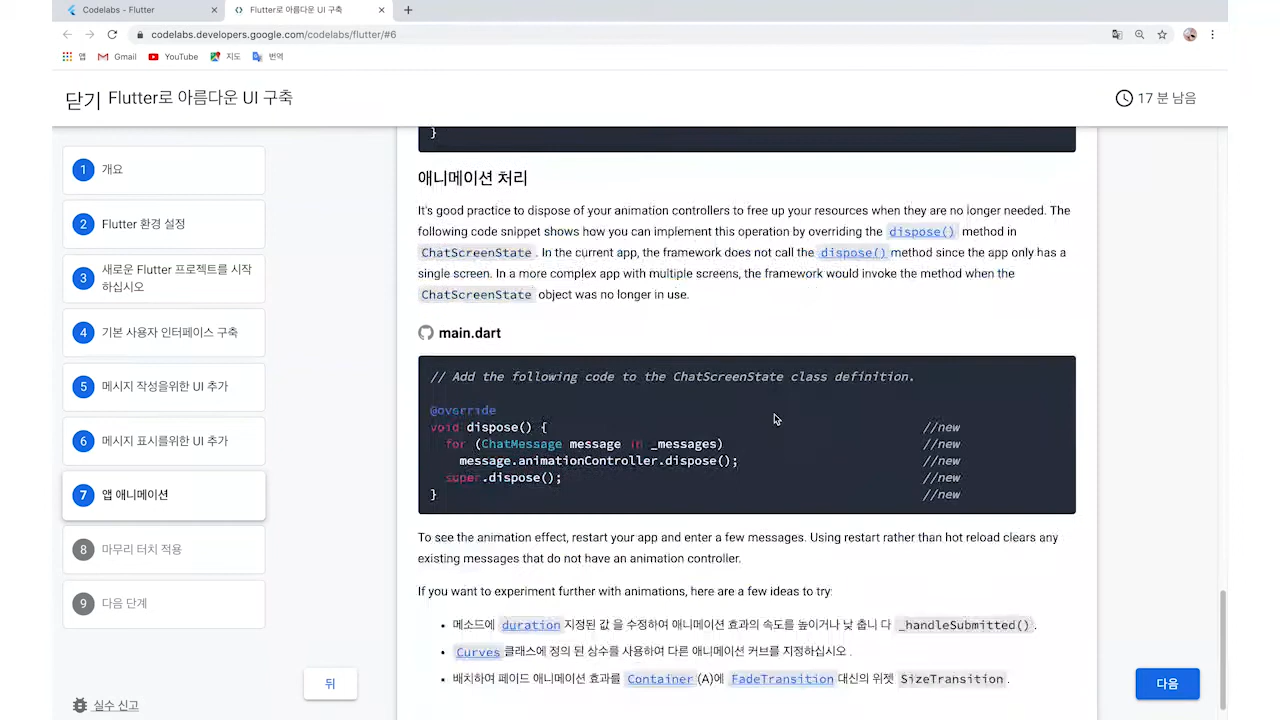 Codelabs - Flutter
Flutter로 아름다운 UI 구축
codelabs.developers.google.com/codelabs/flutter/#6
앱 Gmail YouTube 지도 번역
닫기 Flutter로 아름다운 UI 구축
17 분 남음
1 개요
2 Flutter 환경 설정
3 새로운 Flutter 프로젝트를 시작
하십시오
4 기본 사용자 인터페이스 구축
5 메시지 작성을위한 UI 추가
6 메시지 표시를위한 UI 추가
7 앱 애니메이션
8 마무리 터치 적용
9 다음 단계
실수 신고
}
애니메이션 처리
It's good practice to dispose of your animation controllers to free up your resources when they are no longer needed. The
following code snippet shows how you can implement this operation by overriding the dispose() method in
ChatScreenState. In the current app, the framework does not call the dispose() method since the app only has a
single screen. In a more complex app with multiple screens, the framework would invoke the method when the
ChatScreenState object was no longer in use.
main.dart
// Add the following code to the ChatScreenState class definition.
@override
void dispose() { //new
for (ChatMessage message in _messages) //new
message.animationController.dispose(); //new
super.dispose(); //new
} //new
To see the animation effect, restart your app and enter a few messages. Using restart rather than hot reload clears any
existing messages that do not have an animation controller.
If you want to experiment further with animations, here are a few ideas to try:
• 메소드에 duration 지정된 값 을 수정하여 애니메이션 효과의 속도를 높이거나 낮 춥니 다 _handleSubmitted().
• Curves 클래스에 정의 된 상수를 사용하여 다른 애니메이션 커브를 지정하십시오 .
• 배치하여 페이드 애니메이션 효과를 Container (A)에 FadeTransition 대신의 위젯 SizeTransition.
뒤
다음